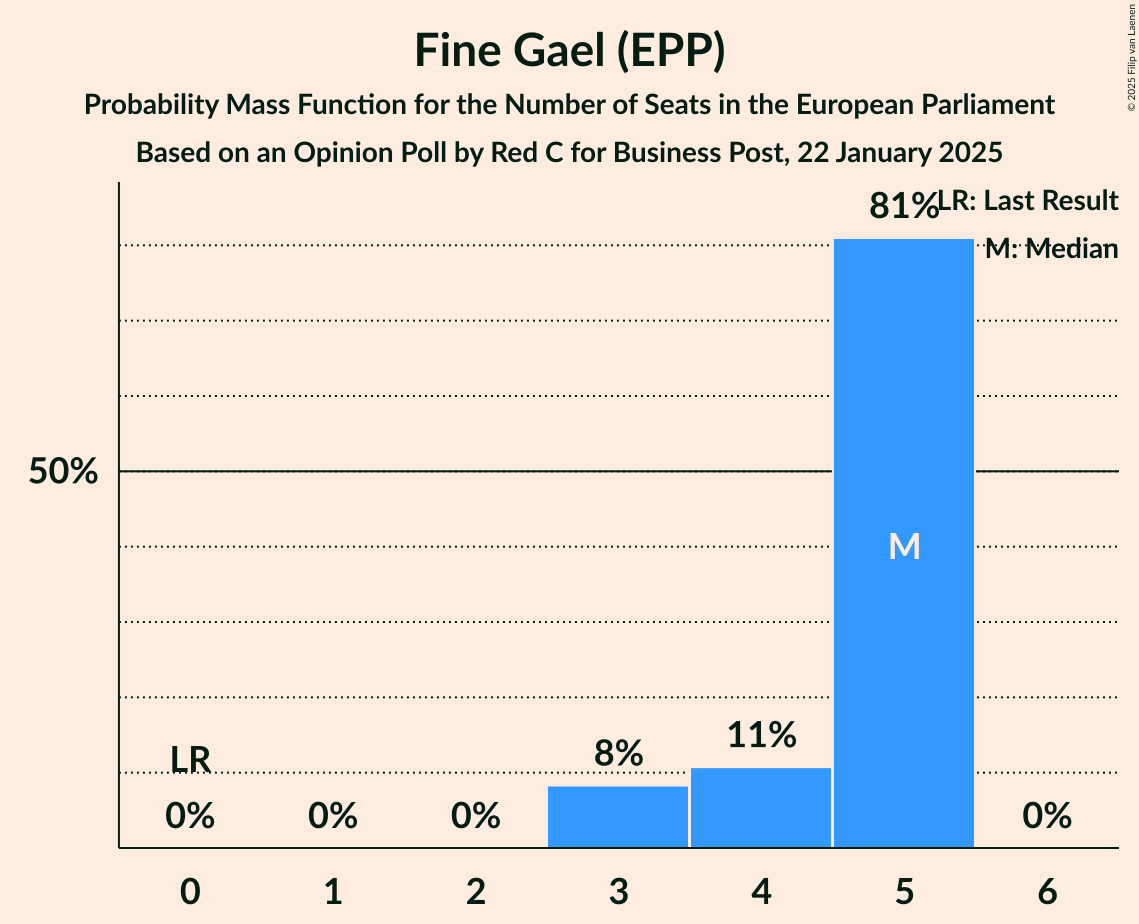 Fine Gael (EPP)
Probability Mass Function for the Number of Seats in the European Parliament
Based on an Opinion Poll by Red C for Business Post, 22 January 2025
© 2025 Filip van Laenen
LR: Last Result
M: Median
81%
50%
M
11%
8%
LR
0%
0%
0%
0%
0
1
2
3
4
5
6